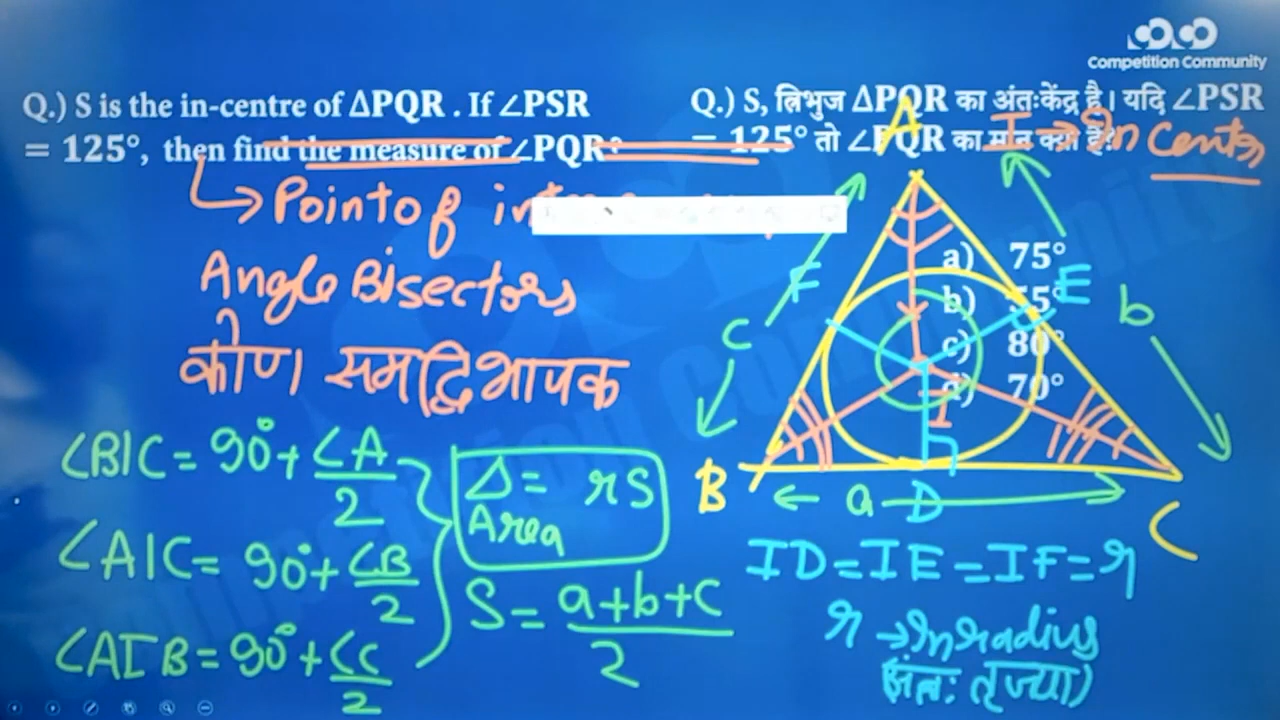 Competition Community
Q.) S is the in-centre of ΔPQR . If ∠PSR
= 125°, then find the measure of ∠PQR?
Q.) S, त्रिभुज ΔPQR का अंतःकेंद्र है। यदि ∠PSR
= 125° तो ∠PQR का मान क्या है?
I → In Center
→ Point of
Angle Bisectors
कोण समद्विभाजक
A
F
E
c
b
a) 75°
b) 55°
c) 80°
d) 70°
I
B
a
D
C
∠BIC = 90° + ∠A/2
∠AIC = 90° + ∠B/2
∠AIB = 90° + ∠C/2
Δ = rS
Area
S = a+b+c/2
ID = IE = IF = r
r → Inradius
(अंतः त्रिज्या)